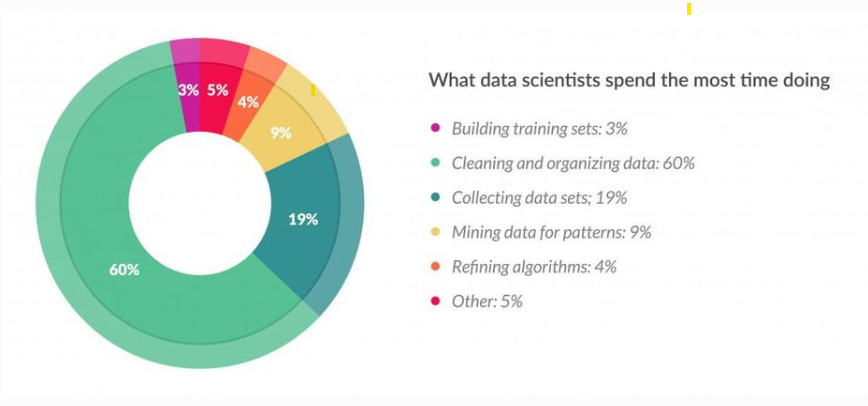 3% 5%
4%
9%
19%
60%
What data scientists spend the most time doing
Building training sets: 3%
Cleaning and organizing data: 60%
Collecting data sets; 19%
Mining data for patterns: 9%
Refining algorithms: 4%
Other: 5%